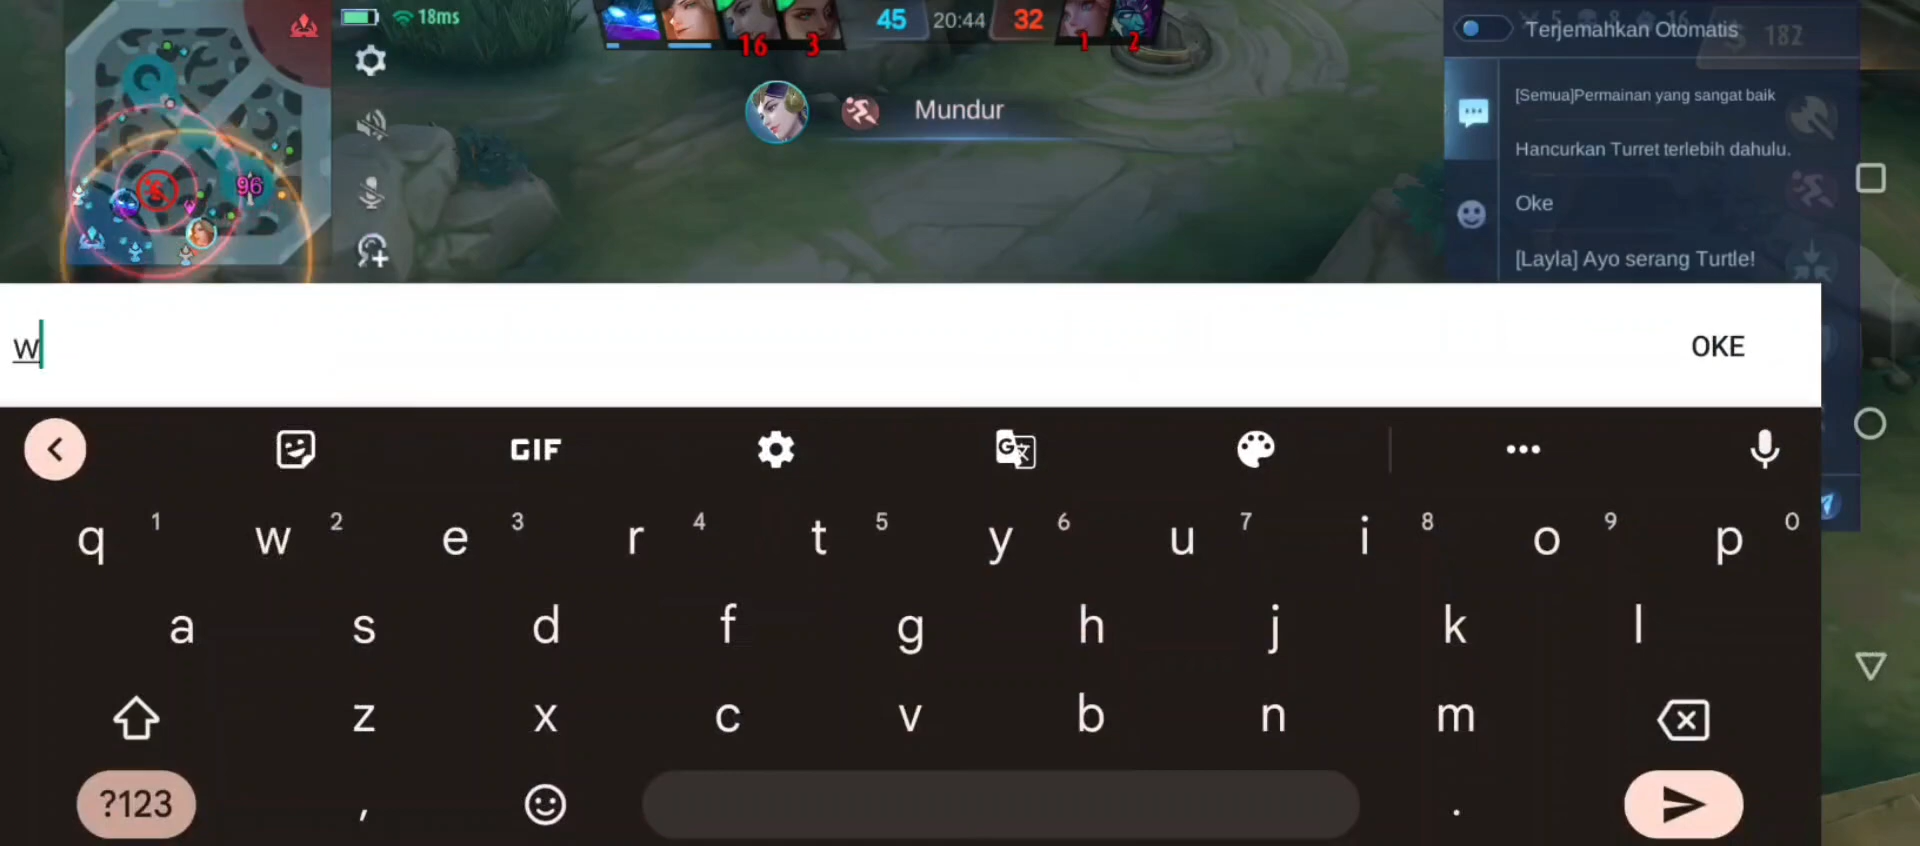 18ms
16
3
45
20:44
32
1
2
Terjemahkan Otomatis
182
Mundur
[Semua]Permainan yang sangat baik
Hancurkan Turret terlebih dahulu.
Oke
[Layla] Ayo serang Turtle!
96
w
OKE
GIF
q 1 w 2 e 3 r 4 t 5 y 6 u 7 i 8 o 9 p 0
a s d f g h j k l
z x c v b n m
?123 , .